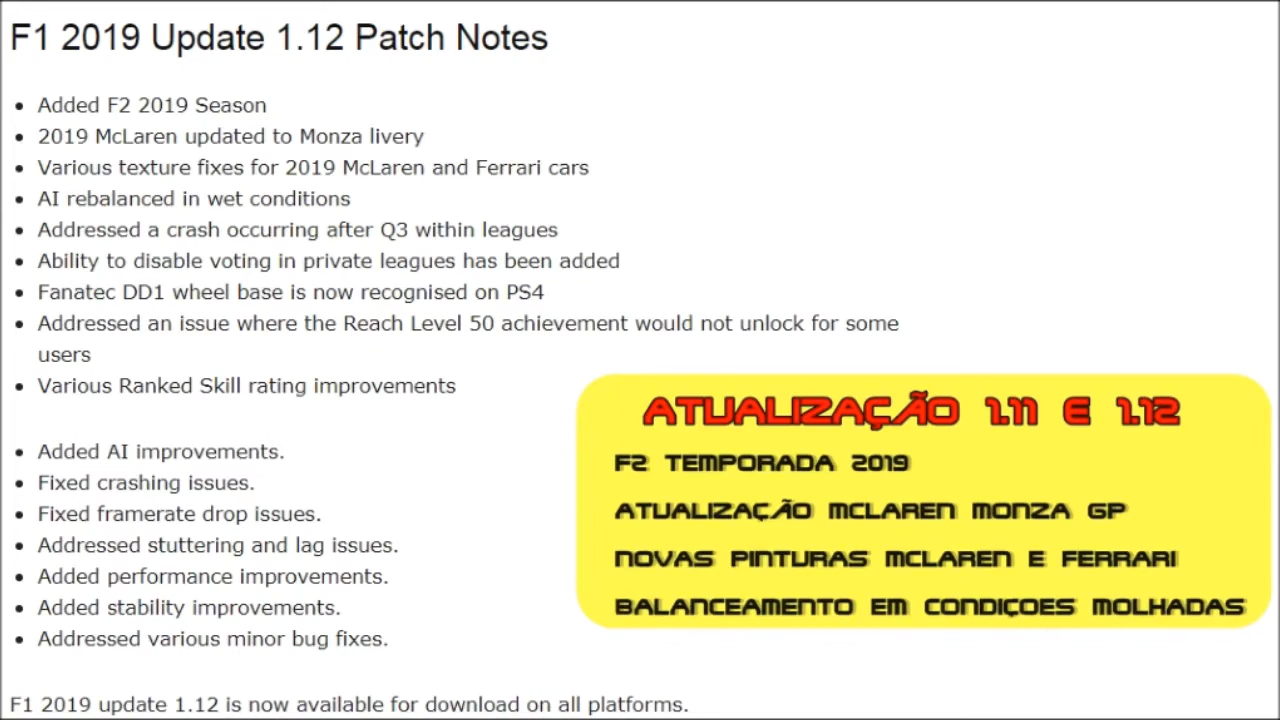 F1 2019 Update 1.12 Patch Notes
• Added F2 2019 Season
• 2019 McLaren updated to Monza livery
• Various texture fixes for 2019 McLaren and Ferrari cars
• AI rebalanced in wet conditions
• Addressed a crash occurring after Q3 within leagues
• Ability to disable voting in private leagues has been added
• Fanatec DD1 wheel base is now recognised on PS4
• Addressed an issue where the Reach Level 50 achievement would not unlock for some
users
• Various Ranked Skill rating improvements
• Added AI improvements.
• Fixed crashing issues.
• Fixed framerate drop issues.
• Addressed stuttering and lag issues.
• Added performance improvements.
• Added stability improvements.
• Addressed various minor bug fixes.
F1 2019 update 1.12 is now available for download on all platforms.
ATUALIZAÇÃO 1.11 E 1.12
F2 TEMPORADA 2019
ATUALIZAÇÃO MCLAREN MONZA GP
NOVAS PINTURAS MCLAREN E FERRARI
BALANCEAMENTO EM CONDIÇOES MOLHADAS